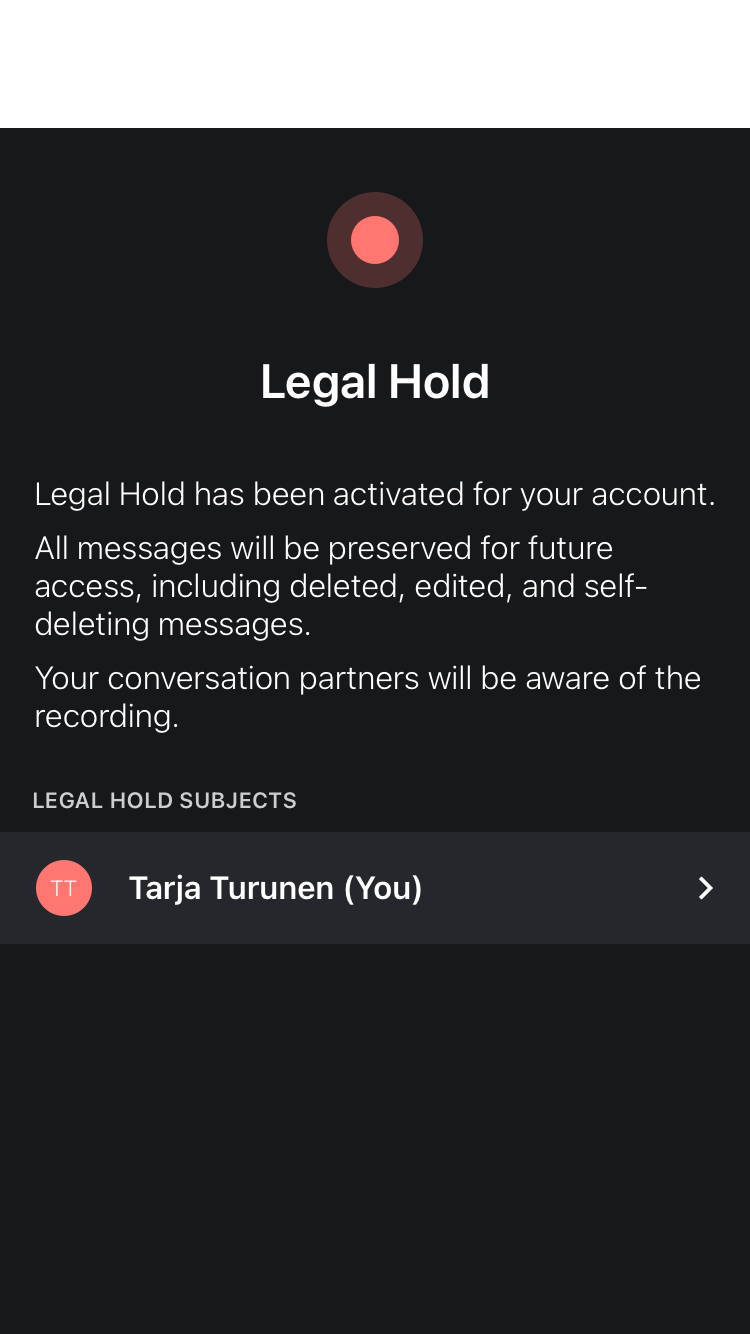 Legal Hold
Legal Hold has been activated for your account.
All messages will be preserved for future
access, including deleted, edited, and self-
deleting messages.
Your conversation partners will be aware of the
recording.
LEGAL HOLD SUBJECTS
TT Tarja Turunen (You)